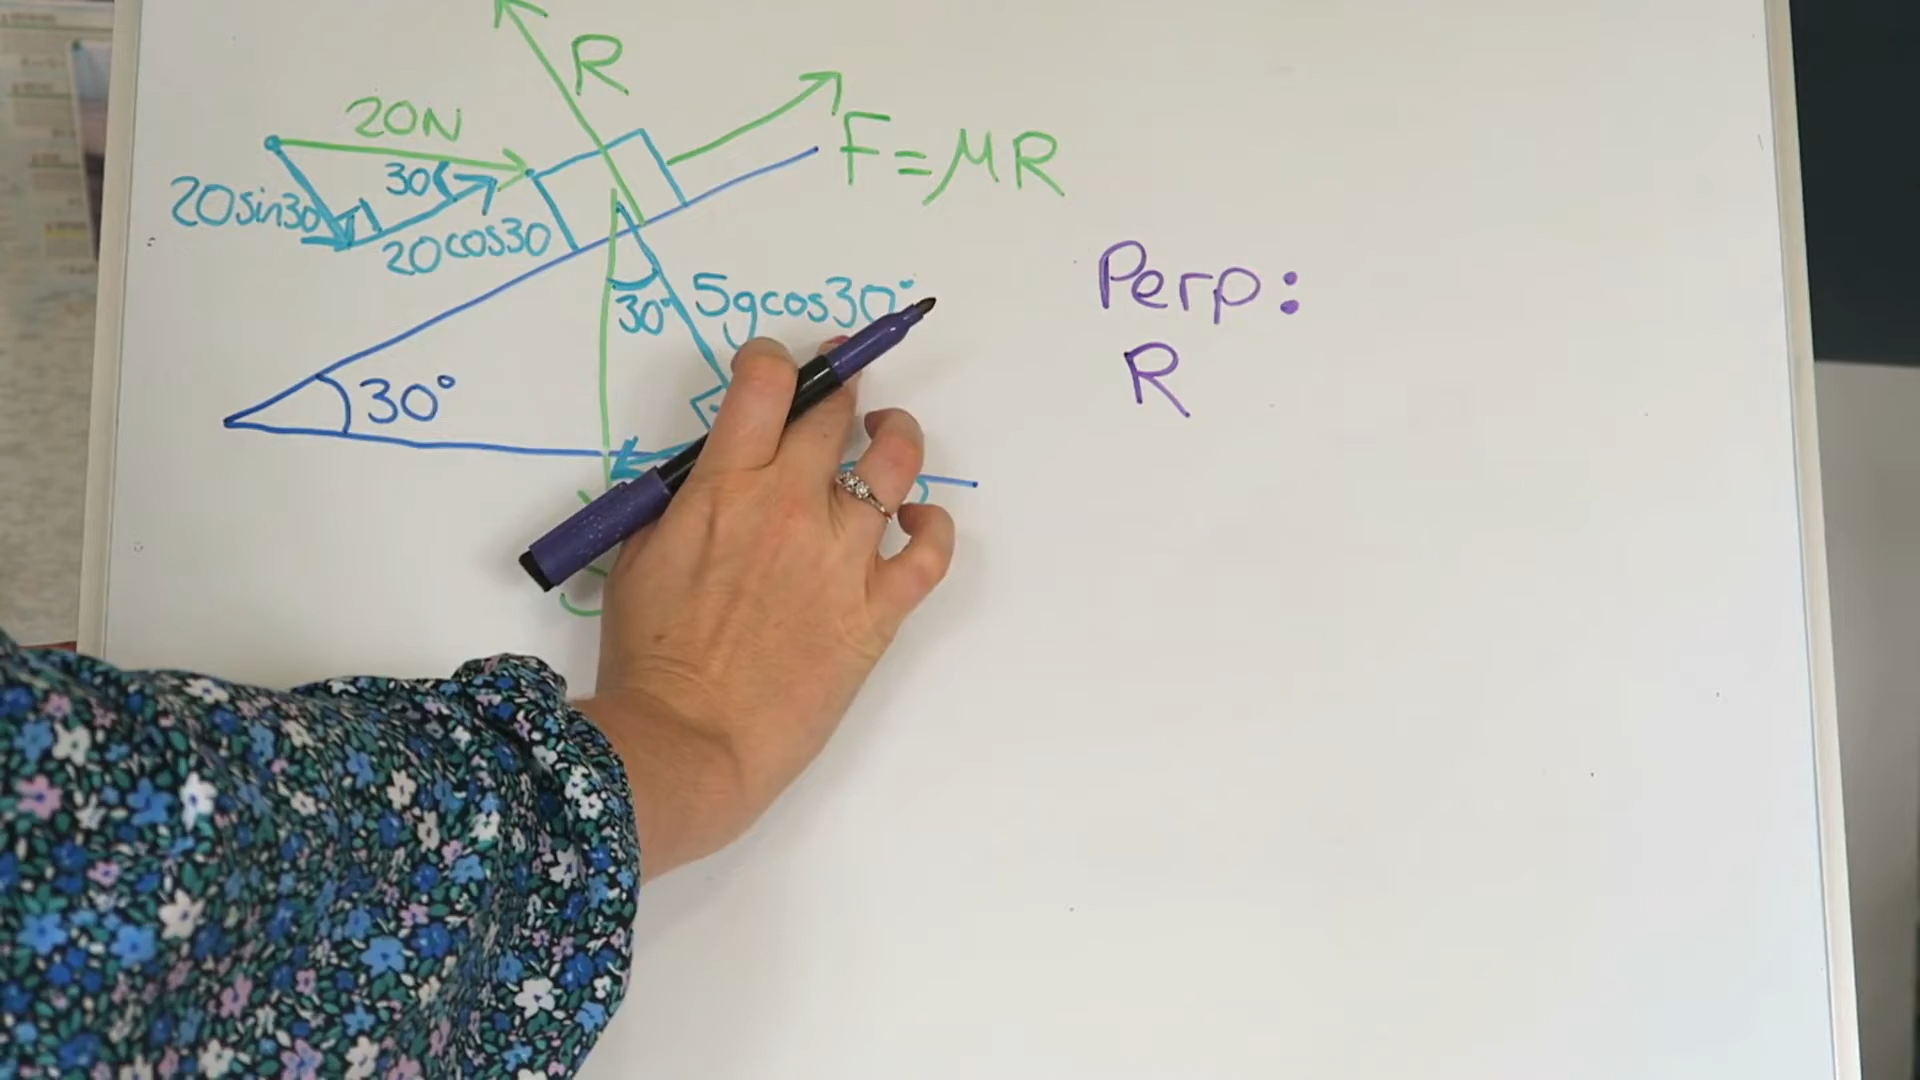 R
20N
F=μR
30
20sin30
20cos30
Perp:
5gcos30°
30°
R
30°